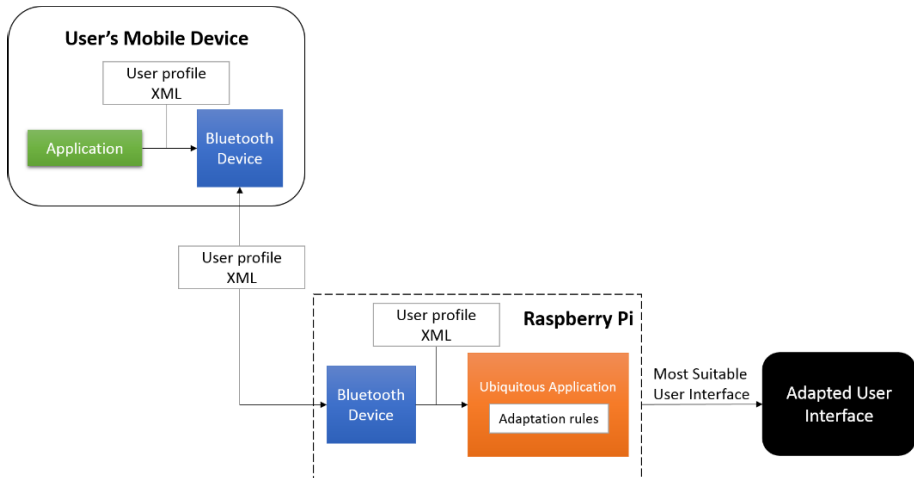 User's Mobile Device
User profile
XML
Application
Bluetooth
Device
User profile
XML
Raspberry Pi
User profile
XML
Bluetooth
Device
Ubiquitous Application
Adaptation rules
Most Suitable
User Interface
Adapted User
Interface